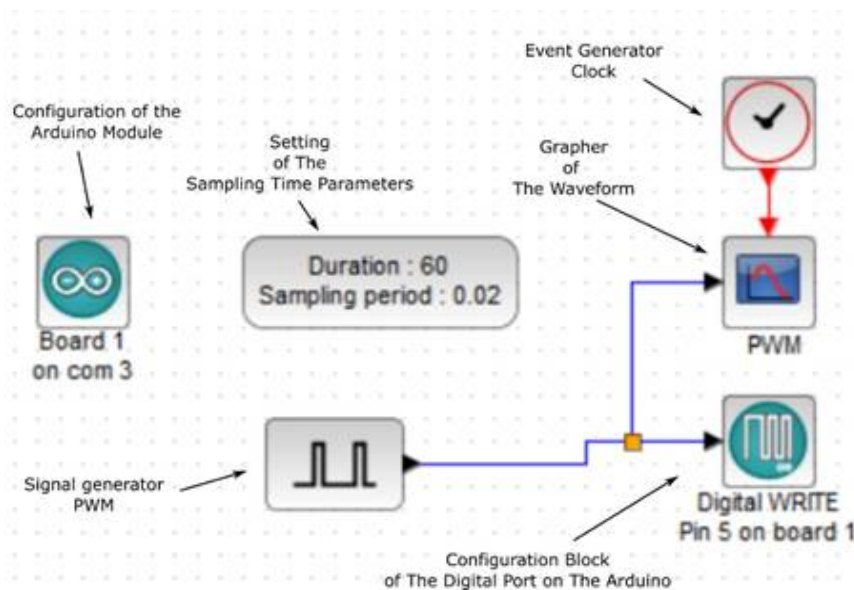 Event Generator
Clock
Configuration of the
Arduino Module
Setting
of The
Sampling Time Parameters
Grapher
of
The Waveform
Duration : 60
Sampling period : 0.02
Board 1
on com 3
PWM
Signal generator
PWM
Digital WRITE
Pin 5 on board 1
Configuration Block
of The Digital Port on The Arduino